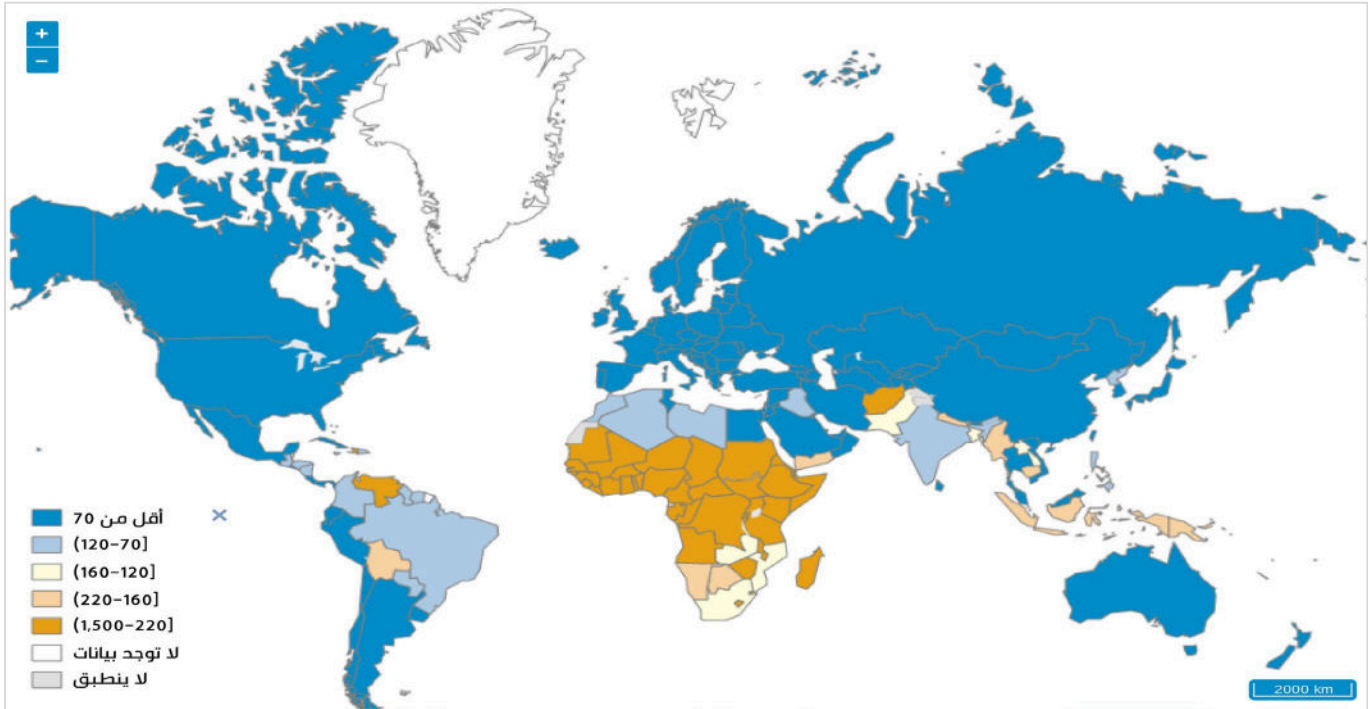 +
−
أقل من 70
(120-70]
(160-120]
(220-160]
(1,500-220]
لا توجد بيانات
لا ينطبق
2000 km